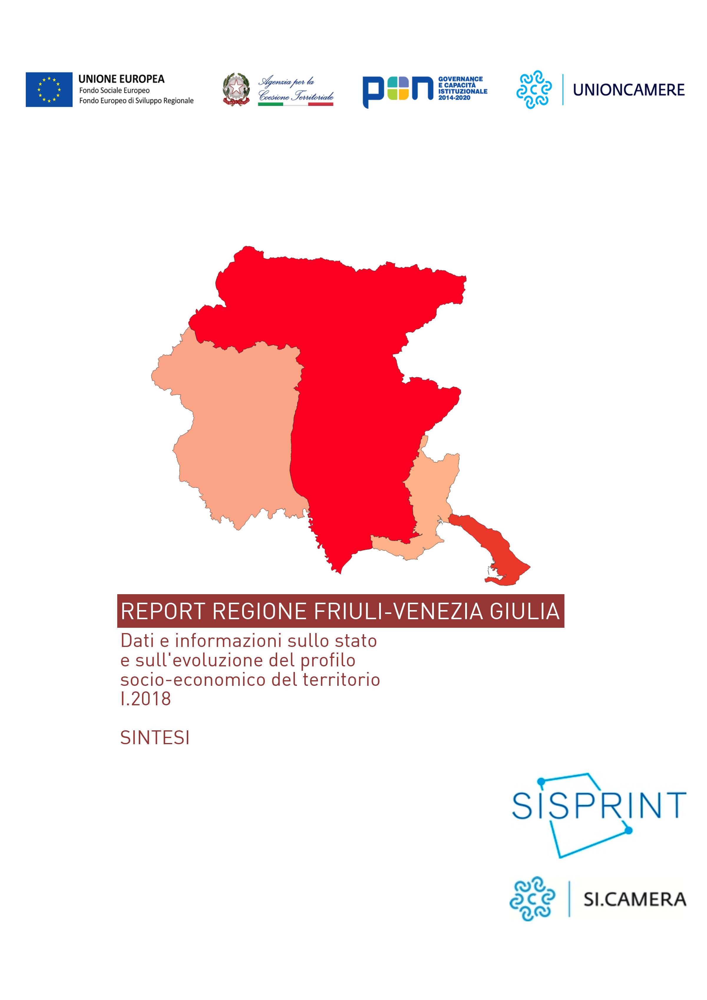 UNIONE EUROPEA
Fondo Sociale Europeo
Fondo Europeo di Sviluppo Regionale
Agenzia per la
Coesione Territoriale
pon
GOVERNANCE
E CAPACITÀ
ISTITUZIONALE
2014-2020
UNIONCAMERE
REPORT REGIONE FRIULI-VENEZIA GIULIA
Dati e informazioni sullo stato
e sull'evoluzione del profilo
socio-economico del territorio
I.2018
SINTESI
SISPRINT
SI.CAMERA